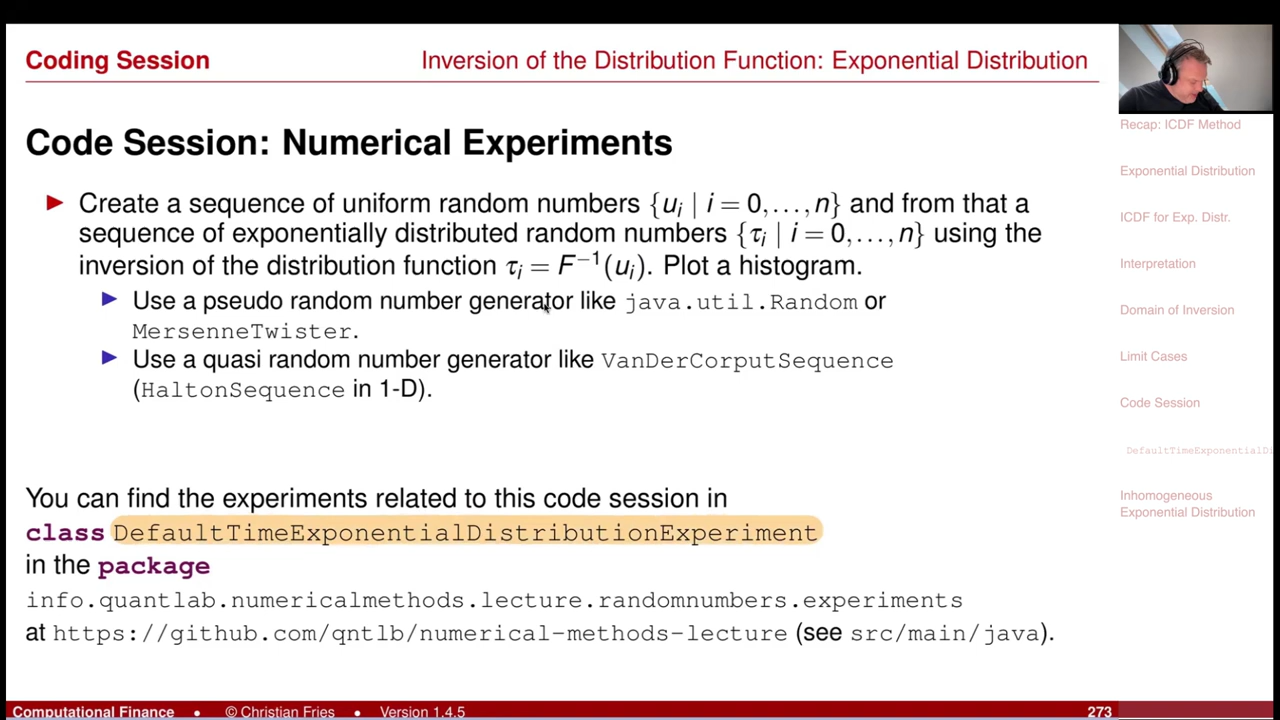 Coding Session
Inversion of the Distribution Function: Exponential Distribution
Code Session: Numerical Experiments
► Create a sequence of uniform random numbers {uᵢ | i = 0,...,n} and from that a
sequence of exponentially distributed random numbers {τᵢ | i = 0,...,n} using the
inversion of the distribution function τᵢ = F⁻¹(uᵢ). Plot a histogram.
► Use a pseudo random number generator like java.util.Random or
MersenneTwister.
► Use a quasi random number generator like VanDerCorputSequence
(HaltonSequence in 1-D).
You can find the experiments related to this code session in
class DefaultTimeExponentialDistributionExperiment
in the package
info.quantlab.numericalmethods.lecture.randomnumbers.experiments
at https://github.com/qntlb/numerical-methods-lecture (see src/main/java).
Recap: ICDF Method
Exponential Distribution
ICDF for Exp. Distr.
Interpretation
Domain of Inversion
Limit Cases
Code Session
DefaultTimeExponentialDi
Inhomogeneous
Exponential Distribution
Computational Finance • © Christian Fries • Version 1.4.5
273